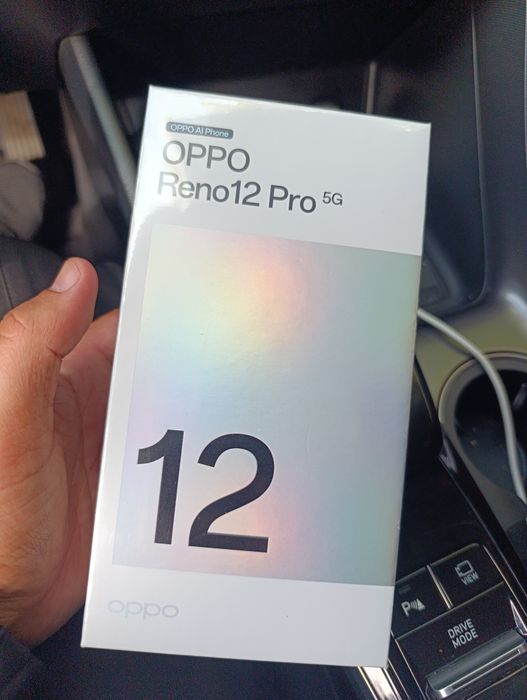 OPPO AI Phone
OPPO
Reno12 Pro 5G
12
oppo
P
VIEW
DRIVE
MODE